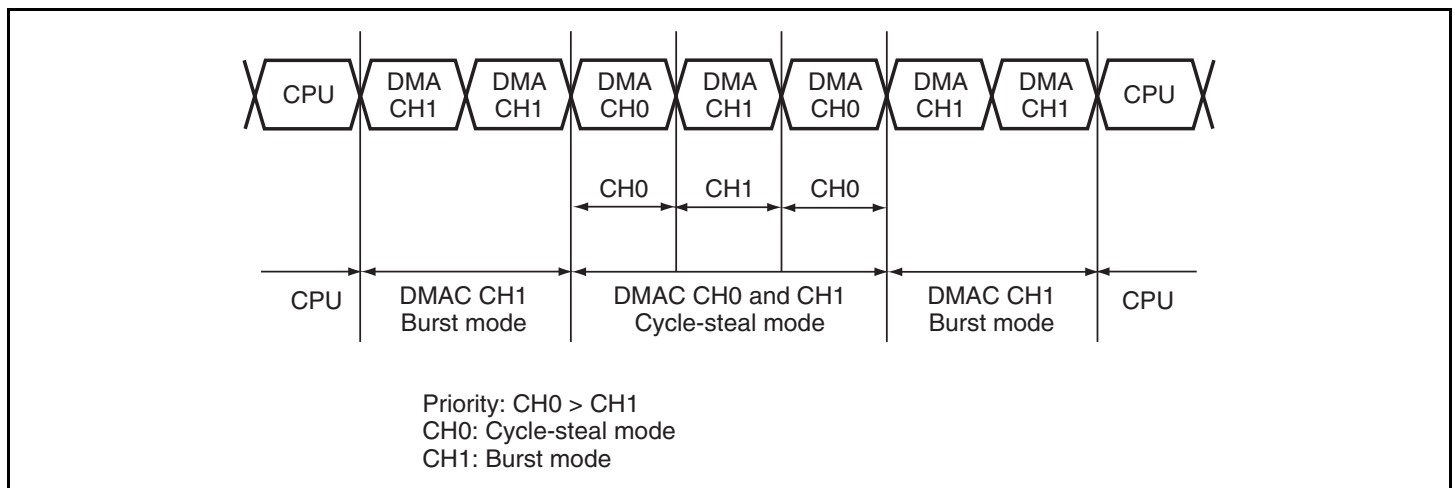 CPU DMA DMA DMA DMA DMA DMA DMA CPU
CH1 CH1 CH0 CH1 CH0 CH1 CH1
CH0 CH1 CH0
CPU DMAC CH1 DMAC CH0 and CH1 DMAC CH1 CPU
Burst mode Cycle-steal mode Burst mode
Priority: CH0 > CH1
CH0: Cycle-steal mode
CH1: Burst mode